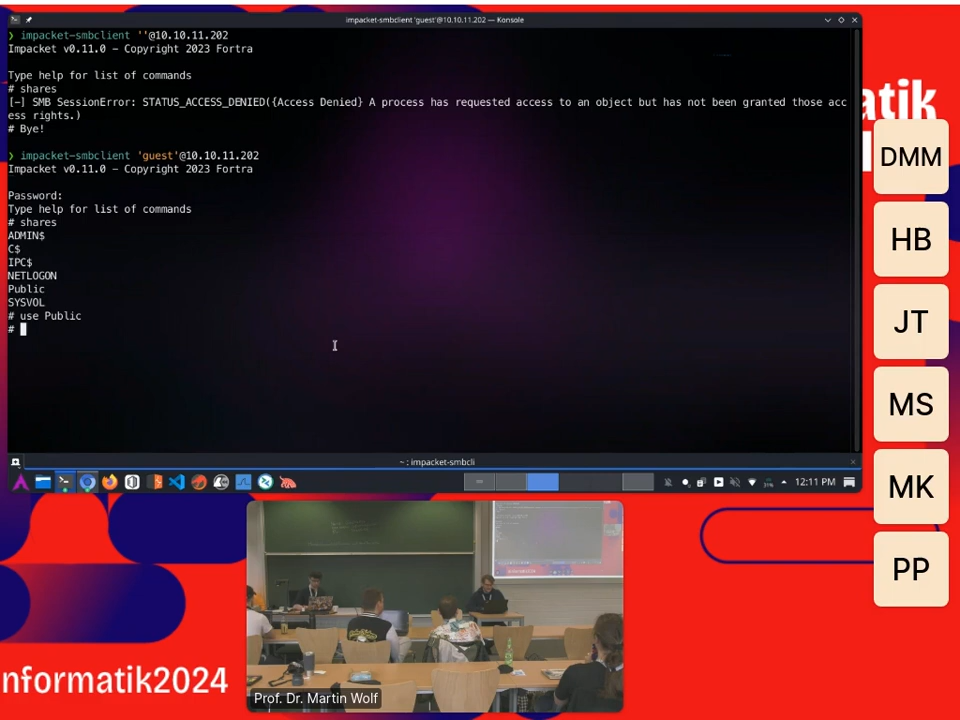 impacket-smbclient 'guest'@10.10.11.202 — Konsole
❯ impacket-smbclient ''@10.10.11.202
Impacket v0.11.0 - Copyright 2023 Fortra
Type help for list of commands
# shares
[-] SMB SessionError: STATUS_ACCESS_DENIED({Access Denied} A process has requested access to an object but has not been granted those acc
ess rights.)
# Bye!
❯ impacket-smbclient 'guest'@10.10.11.202
Impacket v0.11.0 - Copyright 2023 Fortra
Password:
Type help for list of commands
# shares
ADMIN$
C$
IPC$
NETLOGON
Public
SYSVOL
# use Public
#
~ : impacket-smbcli
12:11 PM
atik
DMM
HB
JT
MS
MK
PP
nformatik2024
Prof. Dr. Martin Wolf